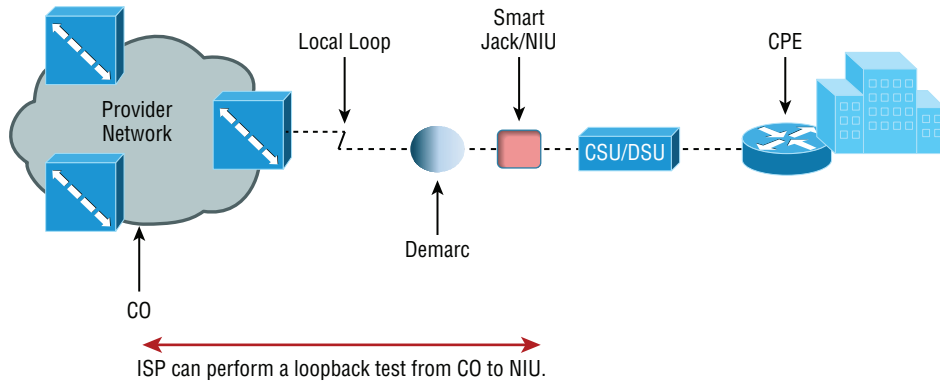 Local Loop
Smart
Jack/NIU
CPE
Provider
Network
CSU/DSU
Demarc
CO
ISP can perform a loopback test from CO to NIU.